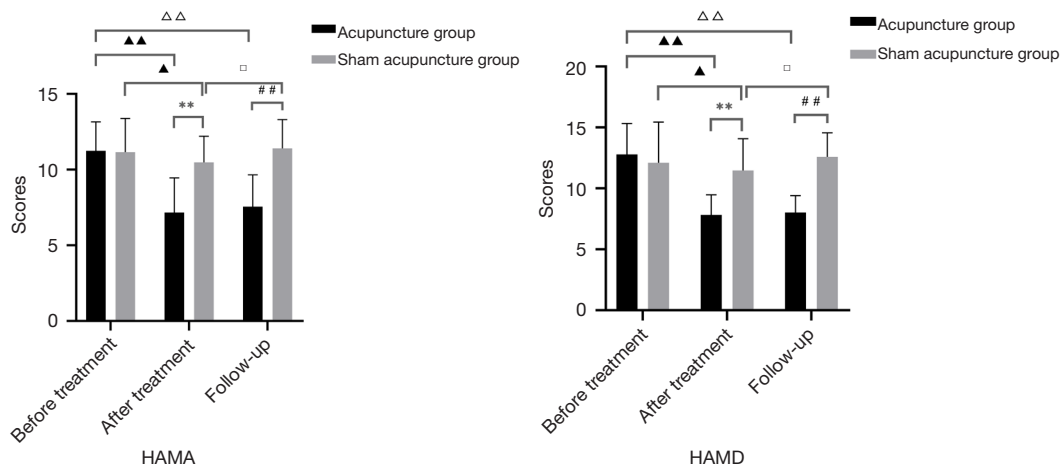 △△
▲▲
▲
□
##
**
Acupuncture group
Sham acupuncture group
15
10
5
0
Scores
Before treatment
After treatment
Follow-up
HAMA
△△
▲▲
▲
□
##
**
Acupuncture group
Sham acupuncture group
20
15
10
5
0
Scores
Before treatment
After treatment
Follow-up
HAMD